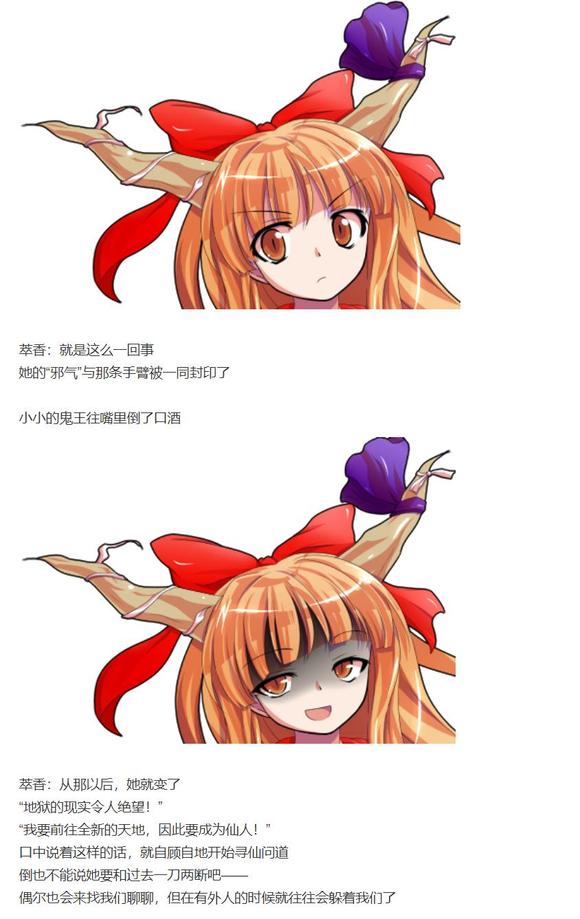 萃香：就是这么一回事
她的“邪气”与那条手臂被一同封印了
小小的鬼王往嘴里倒了口酒
萃香：从那以后，她就变了
“地狱的现实令人绝望！”
“我要前往全新的天地，因此要成为仙人！”
口中说着这样的话，就自顾自地开始寻仙问道
倒也不能说她要和过去一刀两断吧——
偶尔也会来找我们聊聊，但在有外人的时候就往往会躲着我们了